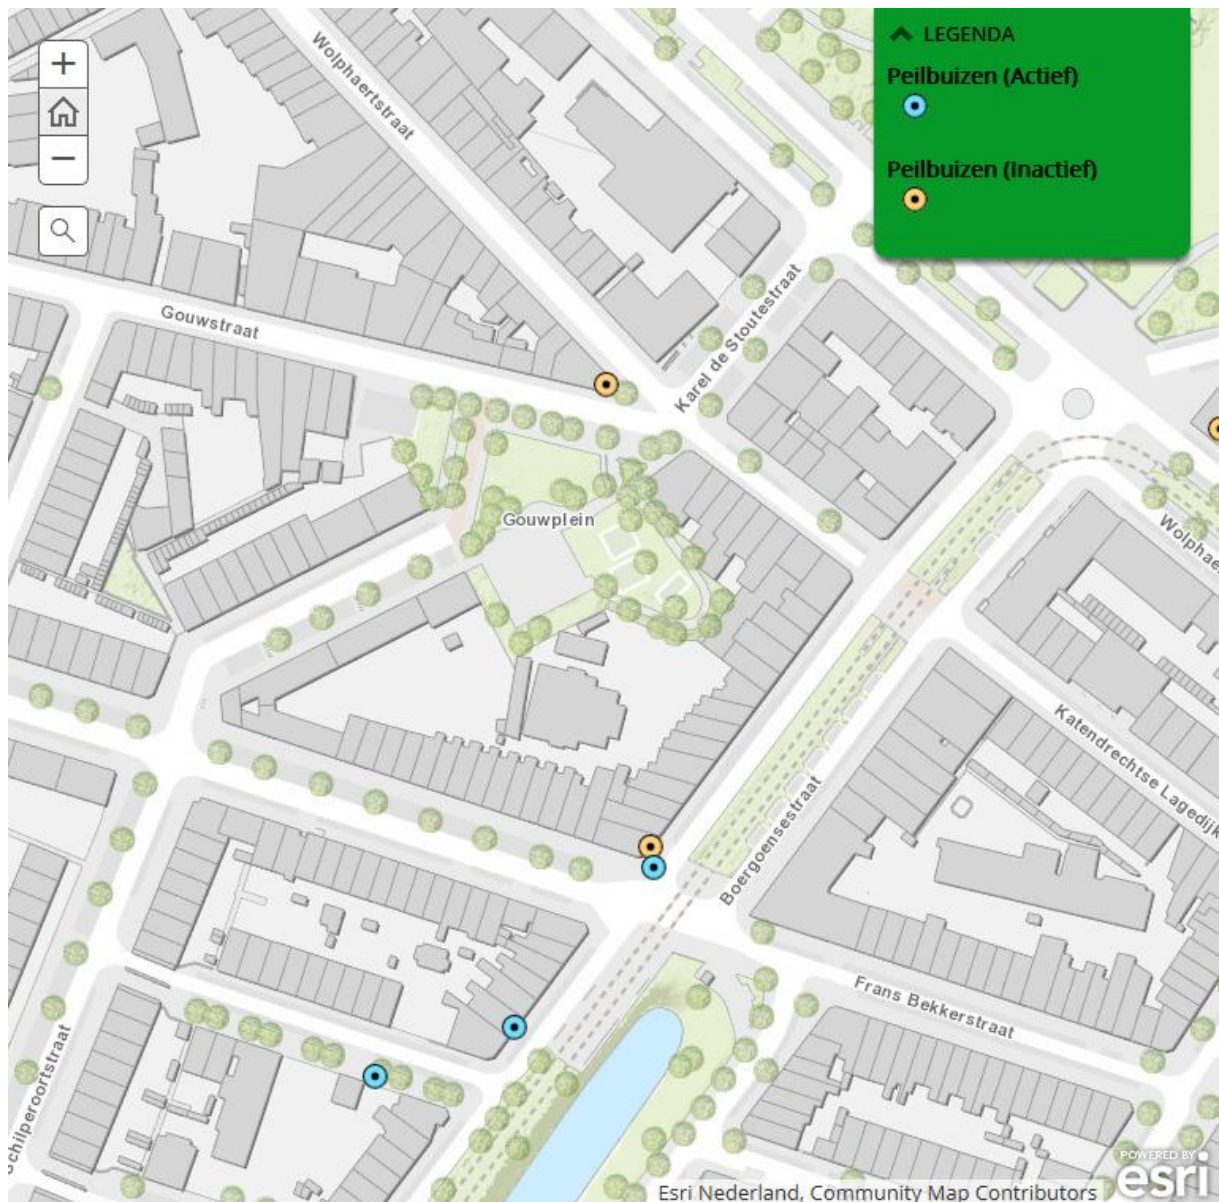 LEGENDA
Peilbuizen (Actief)
Peilbuizen (Inactief)
Wolphaertstraat
Karel de Stoutestraat
Gouwstraat
Gouwplein
Wolphae
Katendrechtse Lagedijk
Boergoensestraat
Frans Bekkerstraat
chilperoortstraat
POWERED BY
esri
Esri Nederland, Community Map Contributors